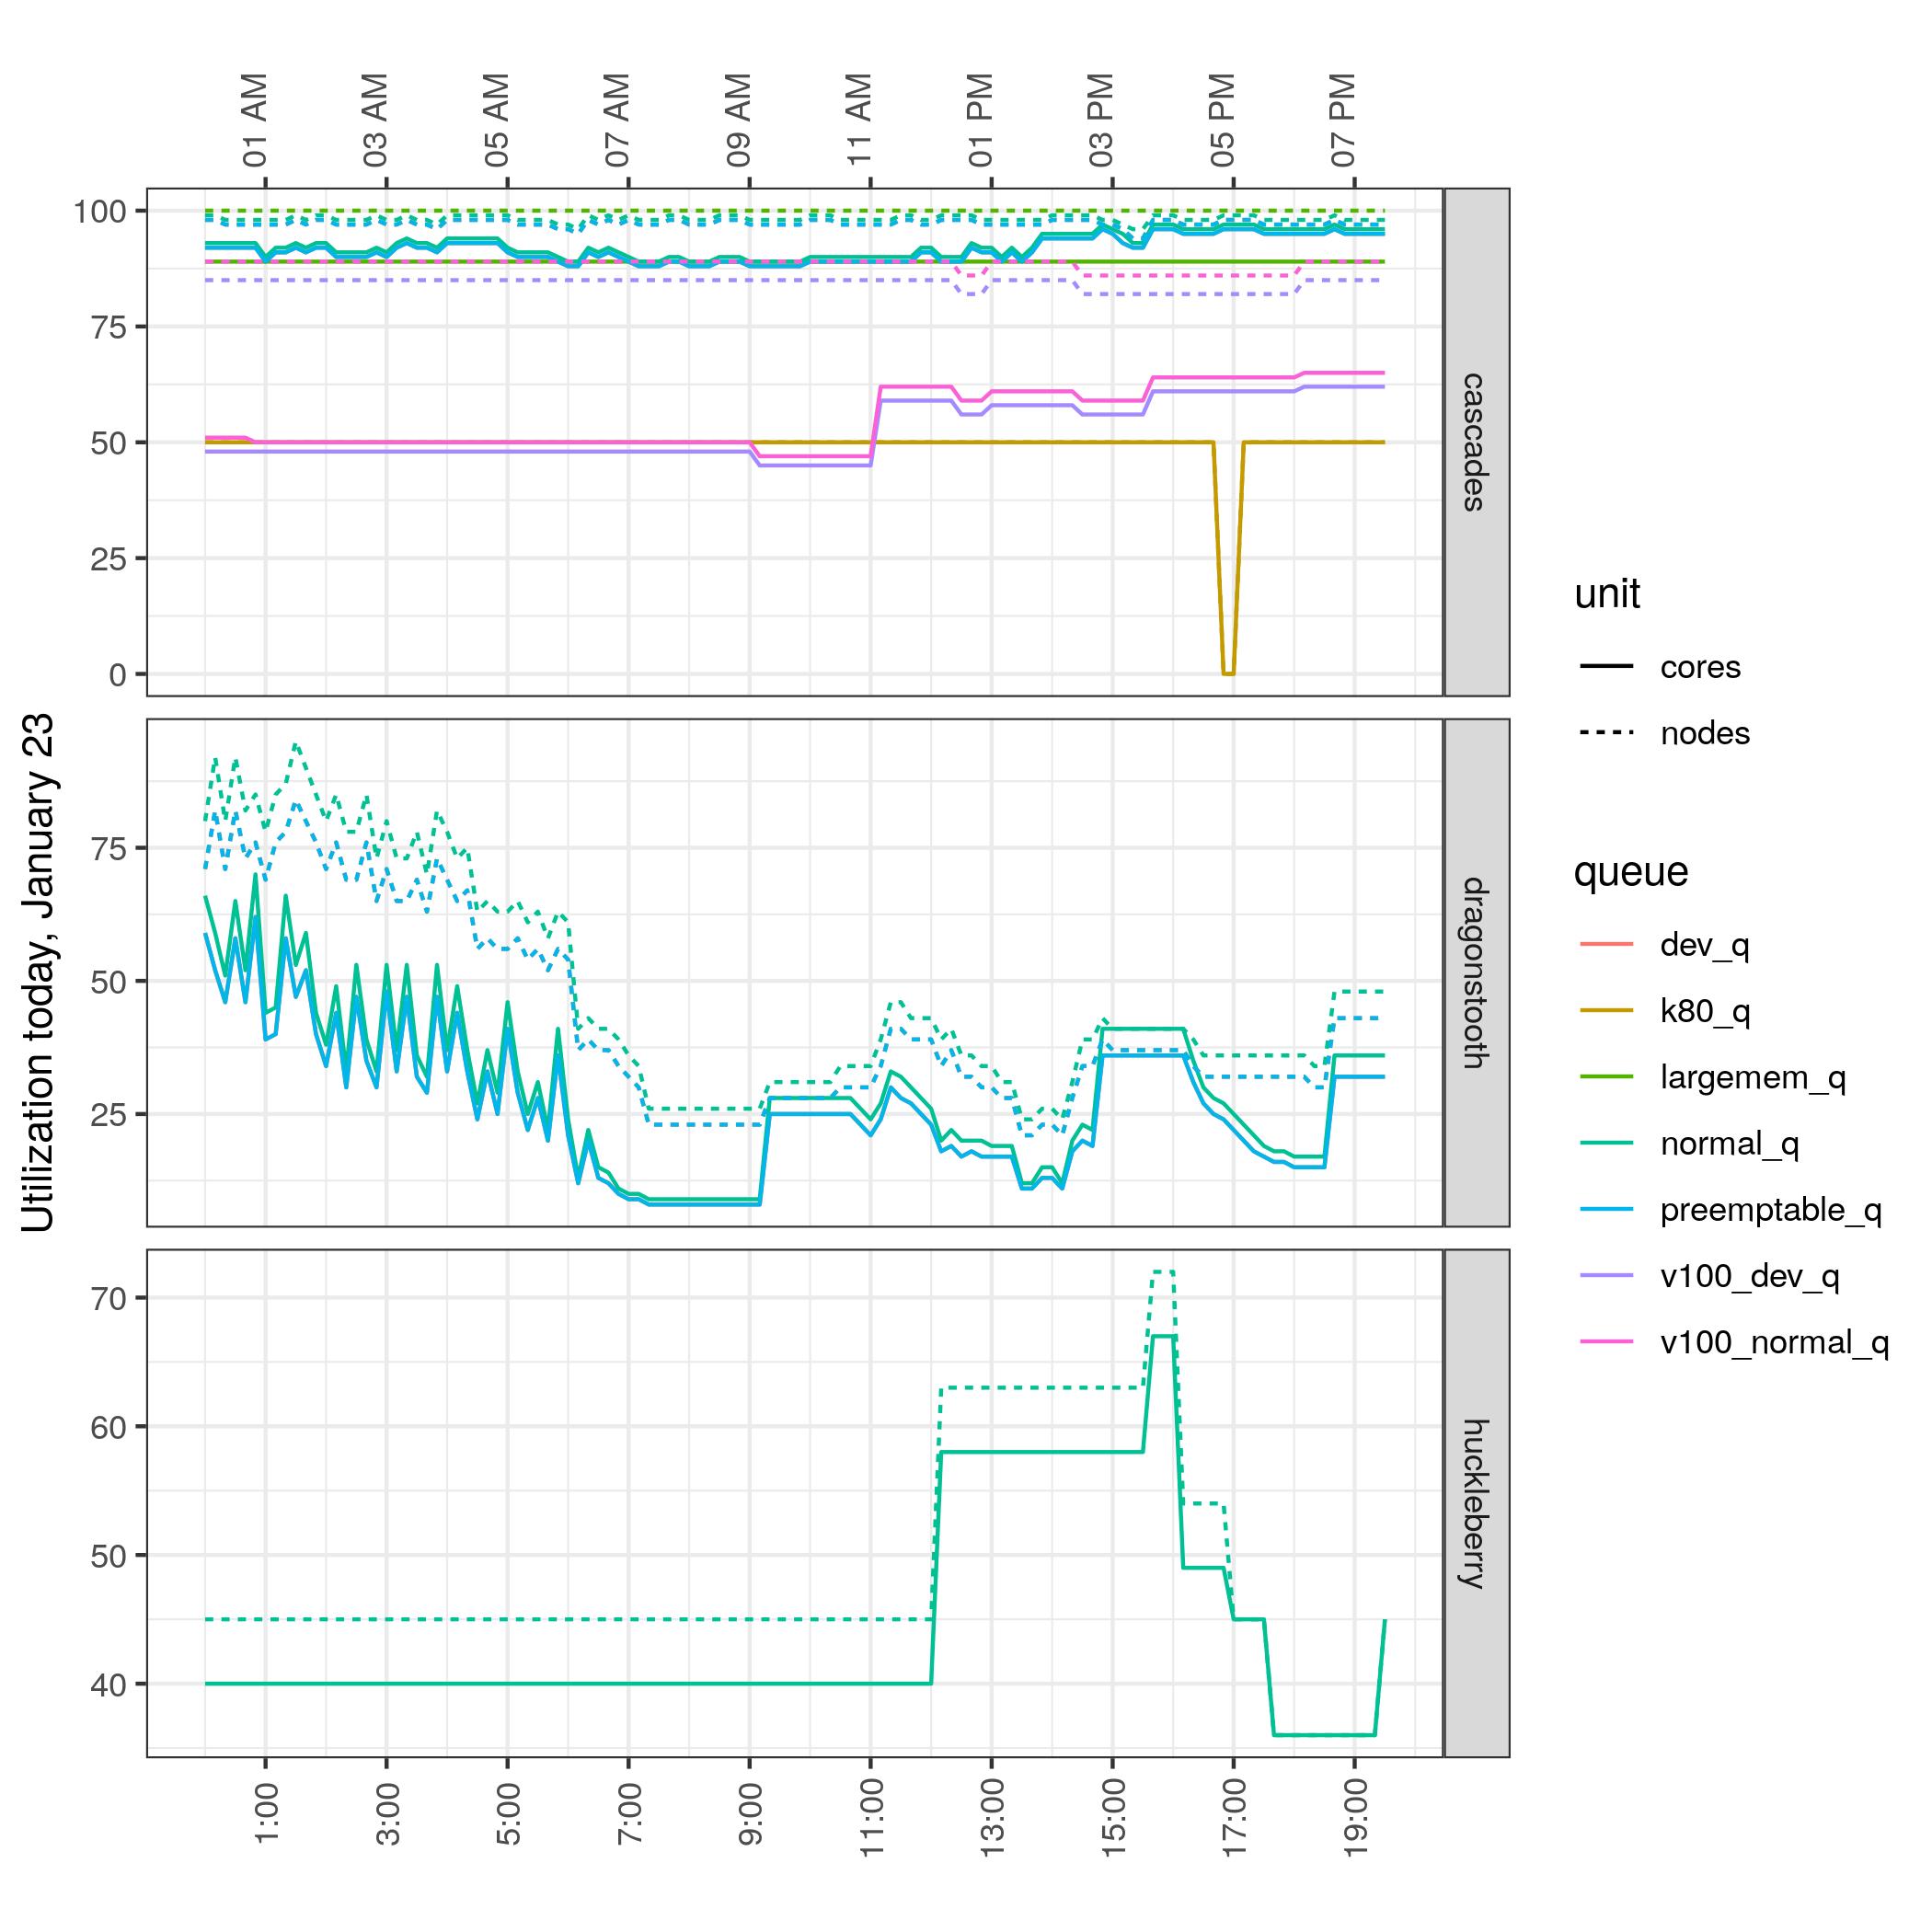 01 AM
03 AM
05 AM
07 AM
09 AM
11 AM
01 PM
03 PM
05 PM
07 PM
Utilization today, January 23
100
75
50
25
0
cascades
75
50
25
dragonstooth
70
60
50
40
huckleberry
1:00
3:00
5:00
7:00
9:00
11:00
13:00
15:00
17:00
19:00
unit
cores
nodes
queue
dev_q
k80_q
largemem_q
normal_q
preemptable_q
v100_dev_q
v100_normal_q